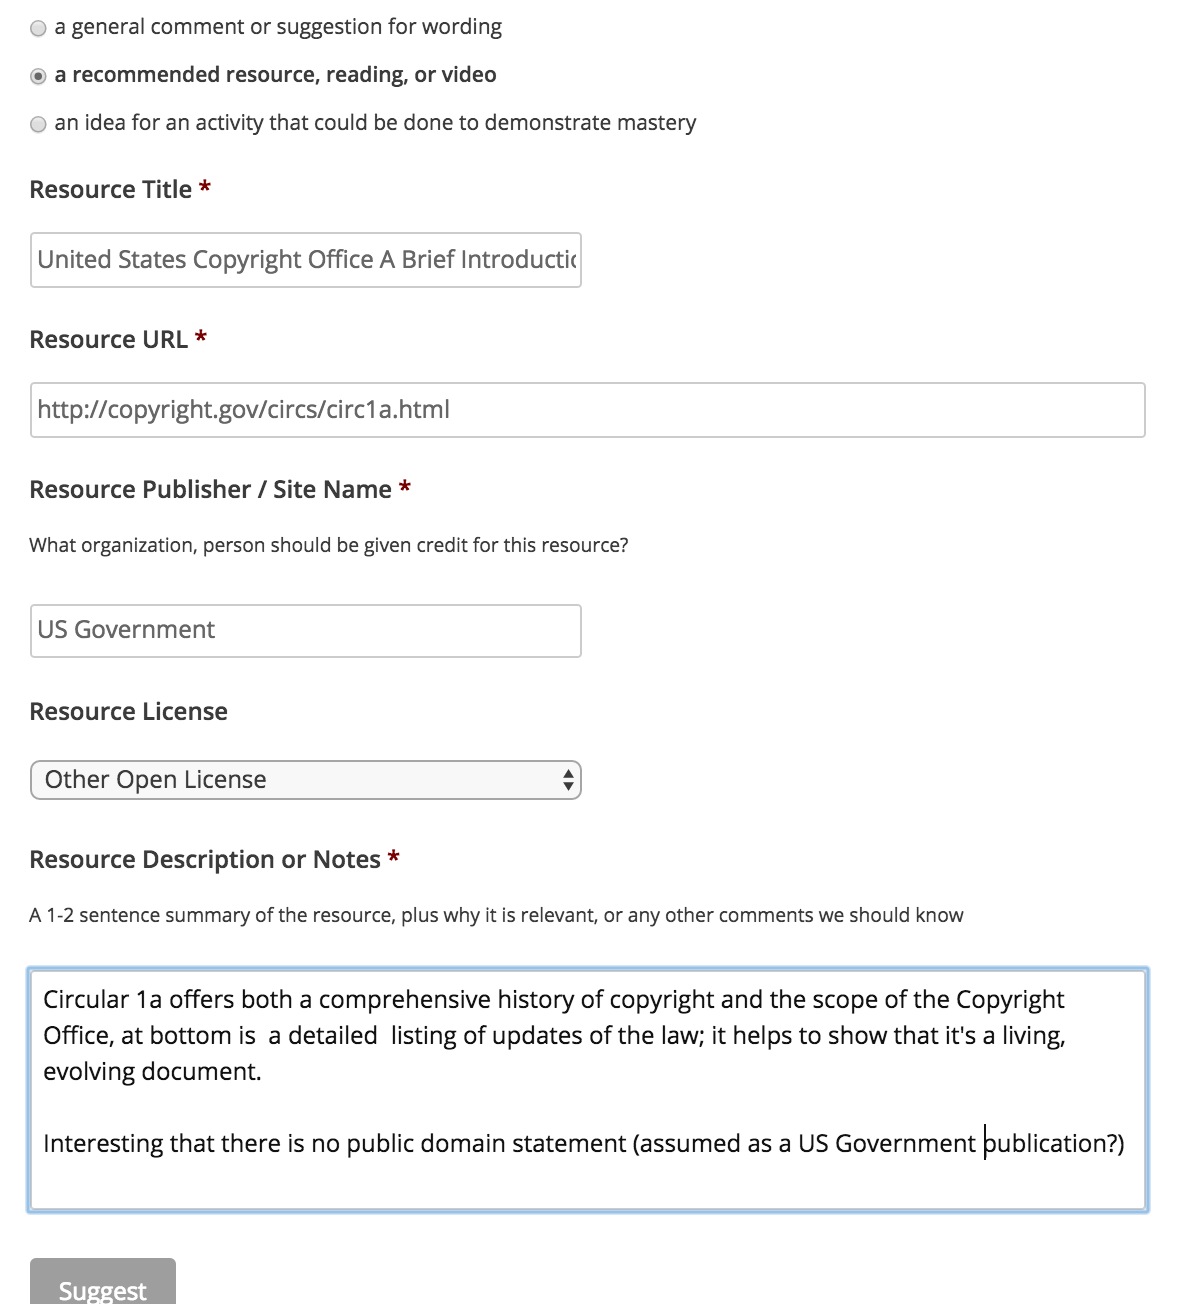 a general comment or suggestion for wording
a recommended resource, reading, or video
an idea for an activity that could be done to demonstrate mastery
Resource Title *
United States Copyright Office A Brief Introductio
Resource URL *
http://copyright.gov/circs/circ1a.html
Resource Publisher / Site Name *
What organization, person should be given credit for this resource?
US Government
Resource License
Other Open License
Resource Description or Notes *
A 1-2 sentence summary of the resource, plus why it is relevant, or any other comments we should know
Circular 1a offers both a comprehensive history of copyright and the scope of the Copyright
Office, at bottom is  a detailed  listing of updates of the law; it helps to show that it's a living,
evolving document.
Interesting that there is no public domain statement (assumed as a US Government publication?)
Suggest